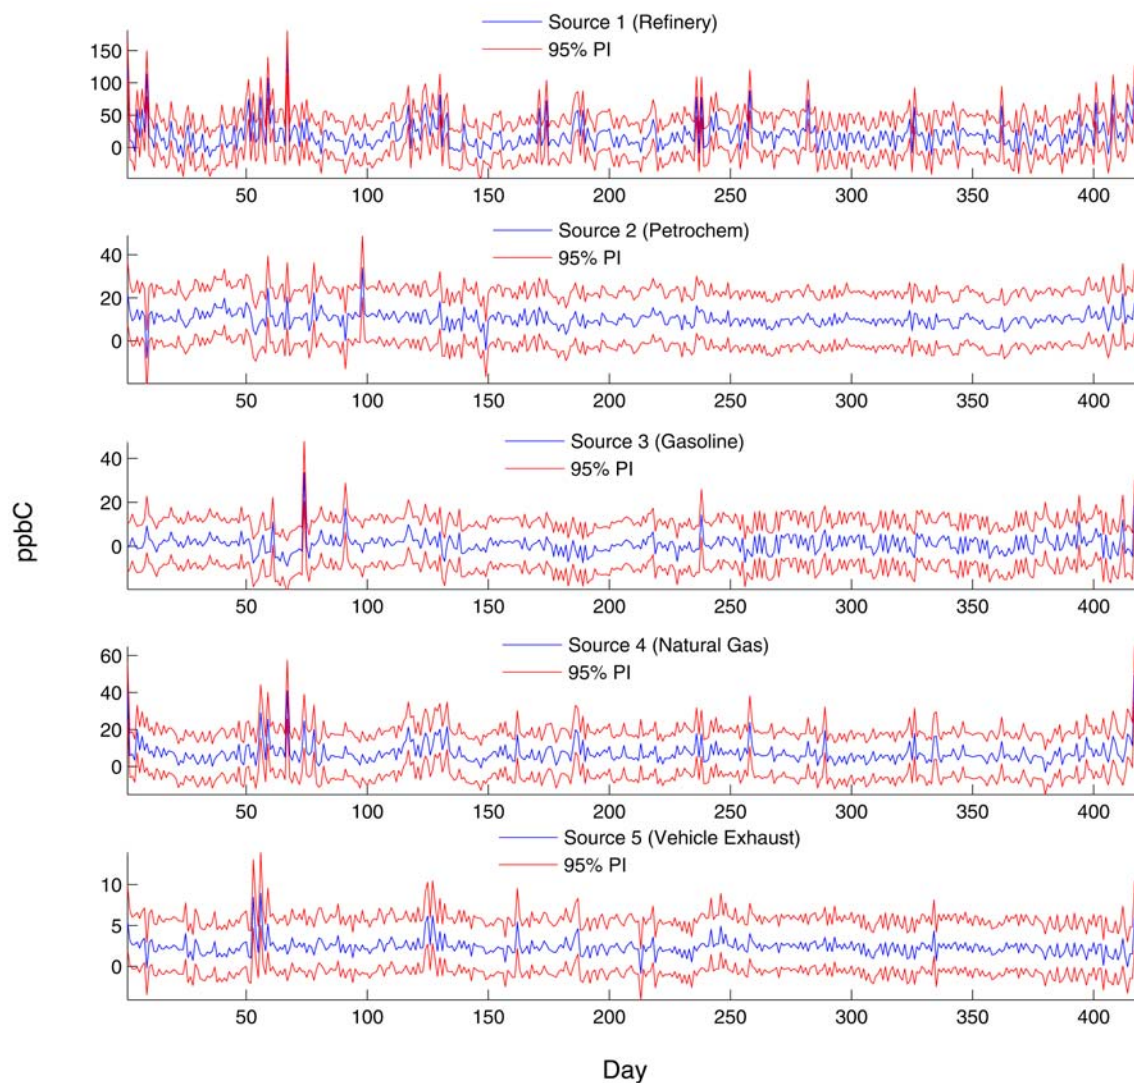 Source 1 (Refinery)
95% PI
150
100
50
0
50 100 150 200 250 300 350 400
Source 2 (Petrochem)
95% PI
40
20
0
50 100 150 200 250 300 350 400
Source 3 (Gasoline)
95% PI
40
20
0
50 100 150 200 250 300 350 400
ppbC
Source 4 (Natural Gas)
95% PI
60
40
20
0
50 100 150 200 250 300 350 400
Source 5 (Vehicle Exhaust)
95% PI
10
5
0
50 100 150 200 250 300 350 400
Day